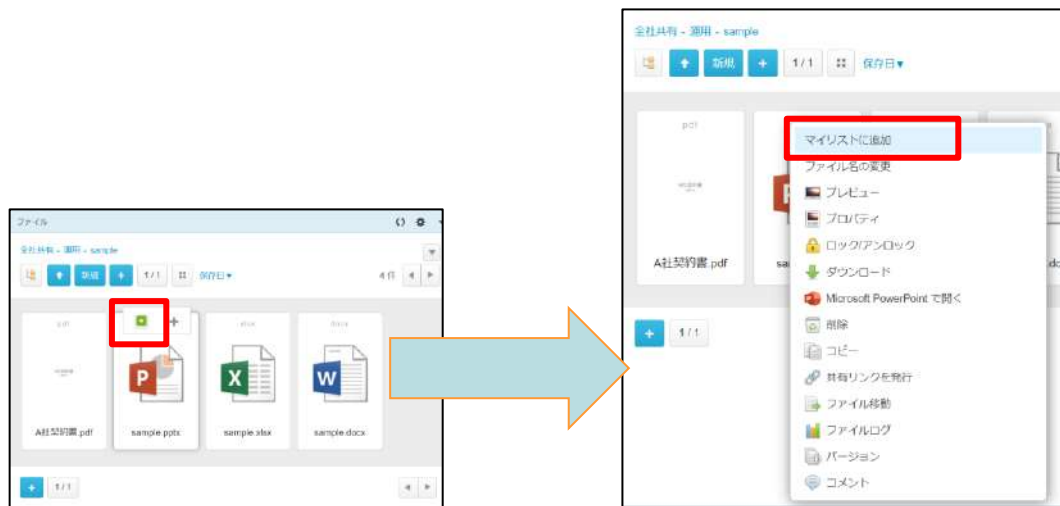 ファイル
全社共有 - 運用 - sample
新規
+
1 / 1
保存日▼
4 件
pdf
xlsx
docx
P
X
W
A社契約書.pdf
sample.pptx
sample.xlsx
sample.docx
+
1 / 1
全社共有 - 運用 - sample
新規
+
1 / 1
保存日▼
pdf
A社契約書.pdf
マイリストに追加
ファイル名の変更
プレビュー
プロパティ
ロック/アンロック
ダウンロード
Microsoft PowerPoint で開く
削除
コピー
共有リンクを発行
ファイル移動
ファイルログ
バージョン
コメント
+
1 / 1